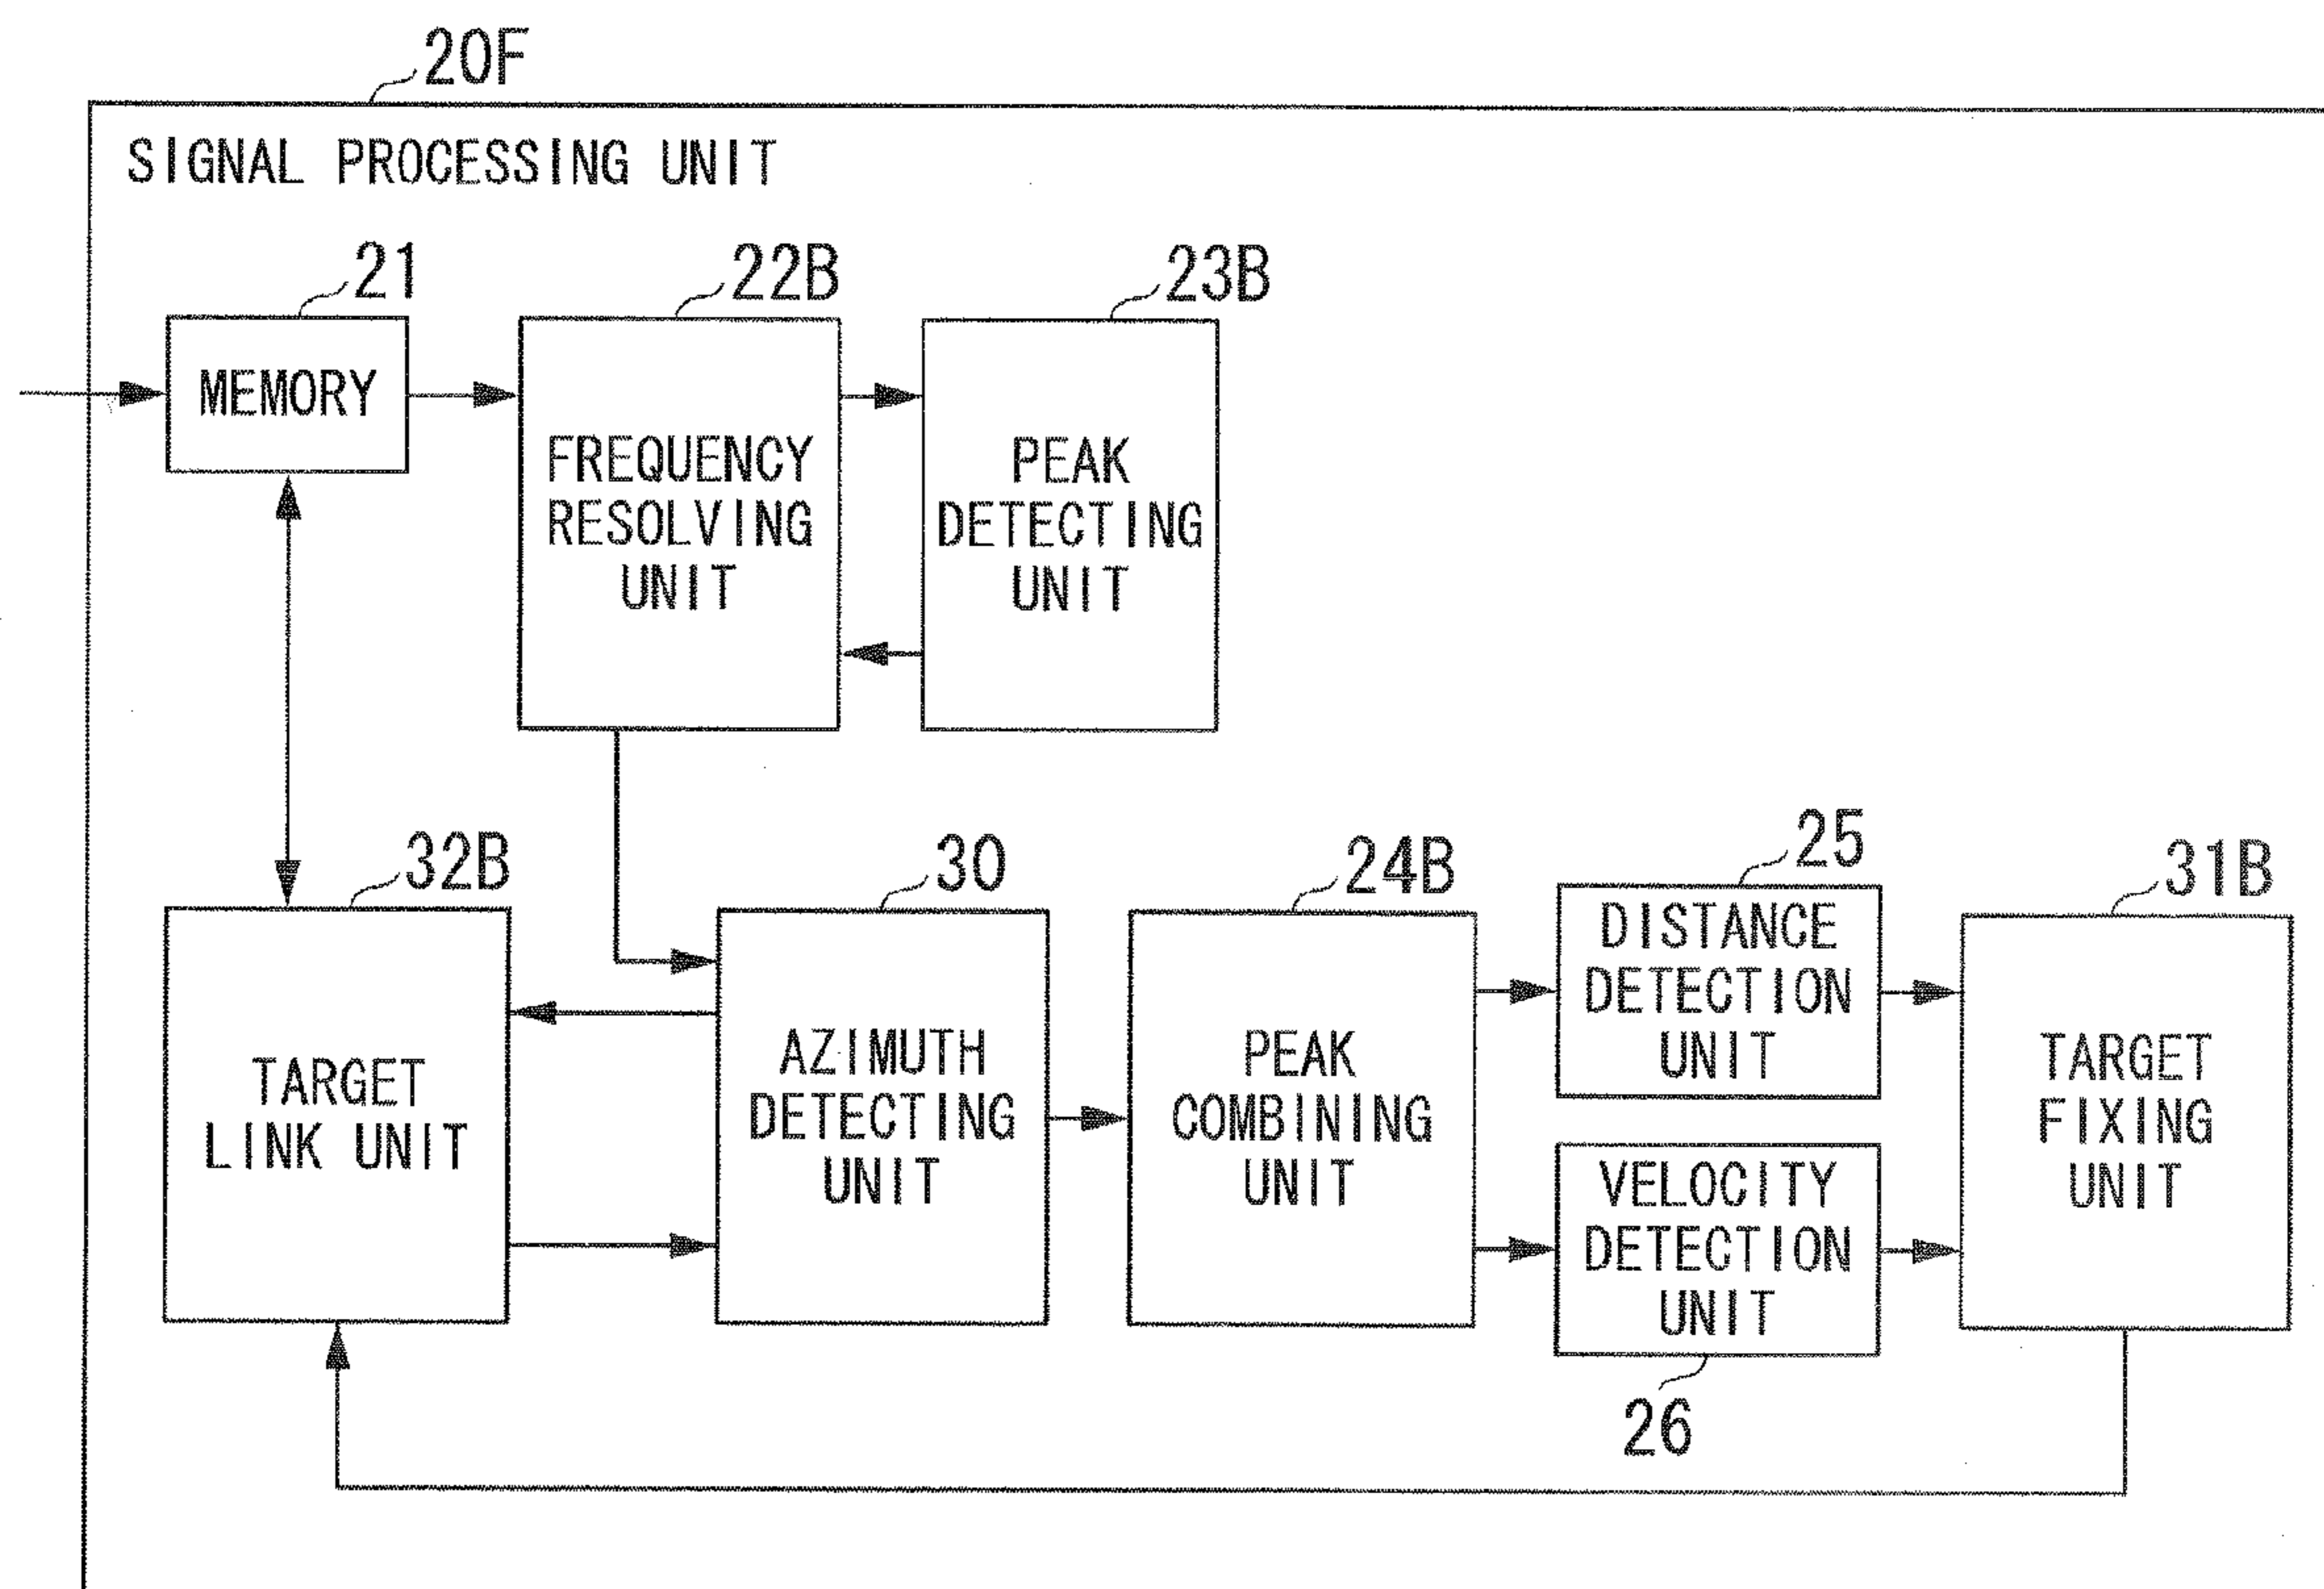 20F
SIGNAL PROCESSING UNIT
21
22B
23B
MEMORY
FREQUENCY
RESOLVING
UNIT
PEAK
DETECTING
UNIT
32B
30
24B
25
31B
TARGET
LINK UNIT
AZIMUTH
DETECTING
UNIT
PEAK
COMBINING
UNIT
DISTANCE
DETECTION
UNIT
VELOCITY
DETECTION
UNIT
26
TARGET
FIXING
UNIT